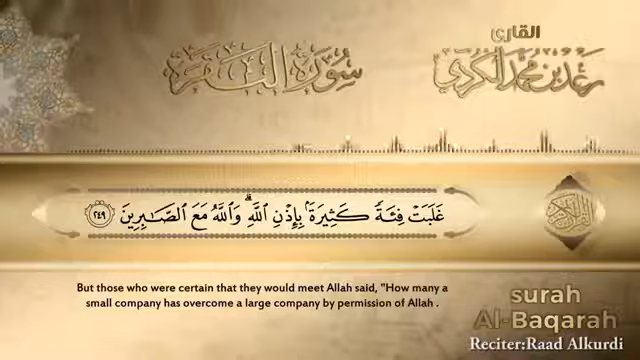 القارئ
رعد بن محمد الكردي
سورة البقرة
غَلَبَتْ فِئَةً كَثِيرَةً بِإِذْنِ ٱللَّهِ ۗ وَٱللَّهُ مَعَ ٱلصَّـٰبِرِينَ ٢٤٩
القرآن الكريم
But those who were certain that they would meet Allah said, "How many a
small company has overcome a large company by permission of Allah .
surah
Al-Baqarah
Reciter:Raad Alkurdi